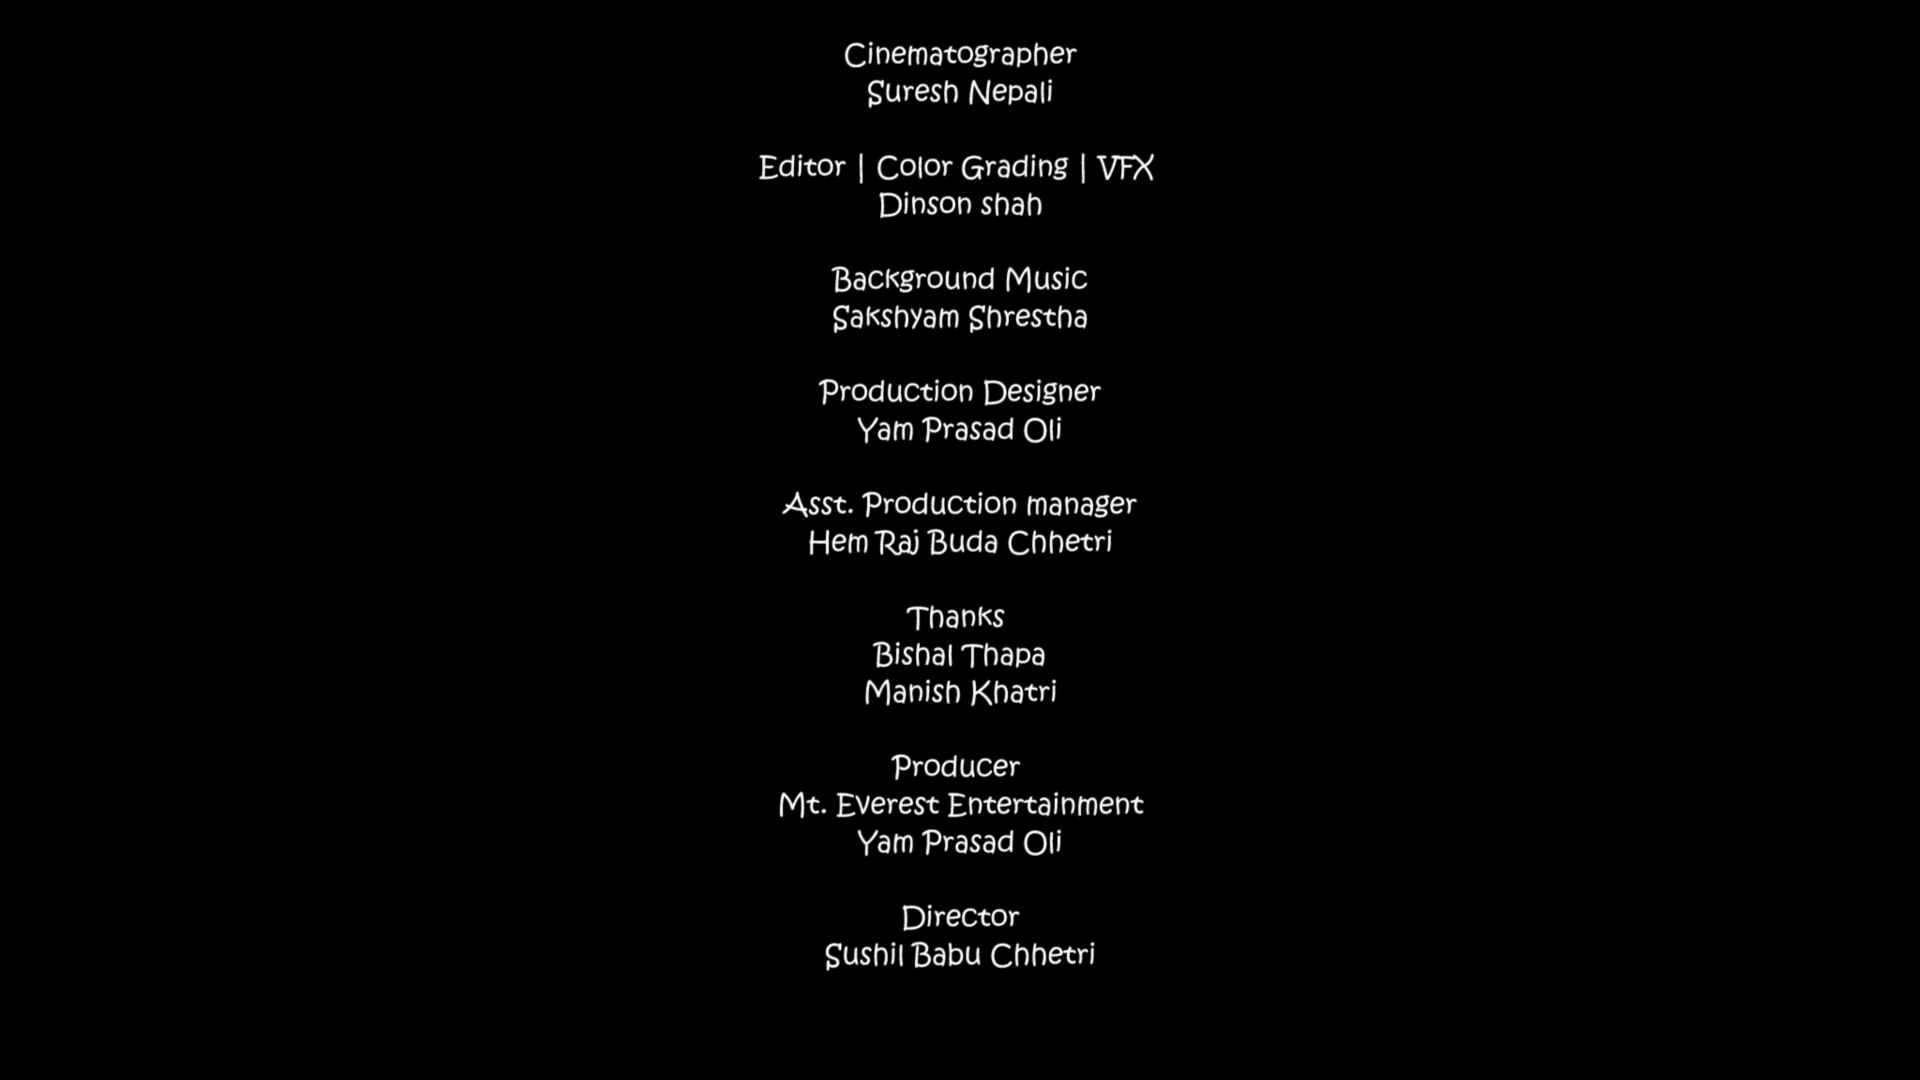 Cinematographer
Suresh Nepali
Editor | Color Grading | VFX
Dinson shah
Background Music
Sakshyam Shrestha
Production Designer
Yam Prasad Oli
Asst. Production manager
Hem Raj Buda Chhetri
Thanks
Bishal Thapa
Manish Khatri
Producer
Mt. Everest Entertainment
Yam Prasad Oli
Director
Sushil Babu Chhetri